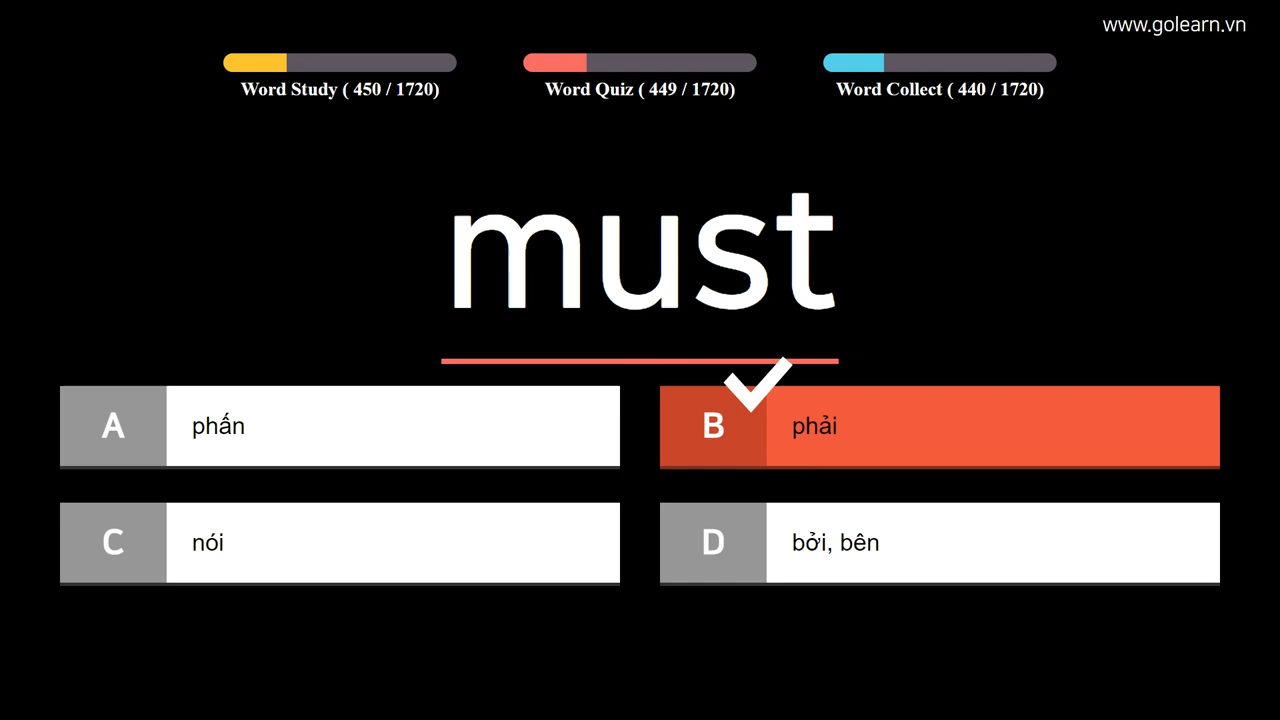 www.golearn.vn
Word Study ( 450 / 1720)
Word Quiz ( 449 / 1720)
Word Collect ( 440 / 1720)
must
A phấn
B phải
C nói
D bởi, bên